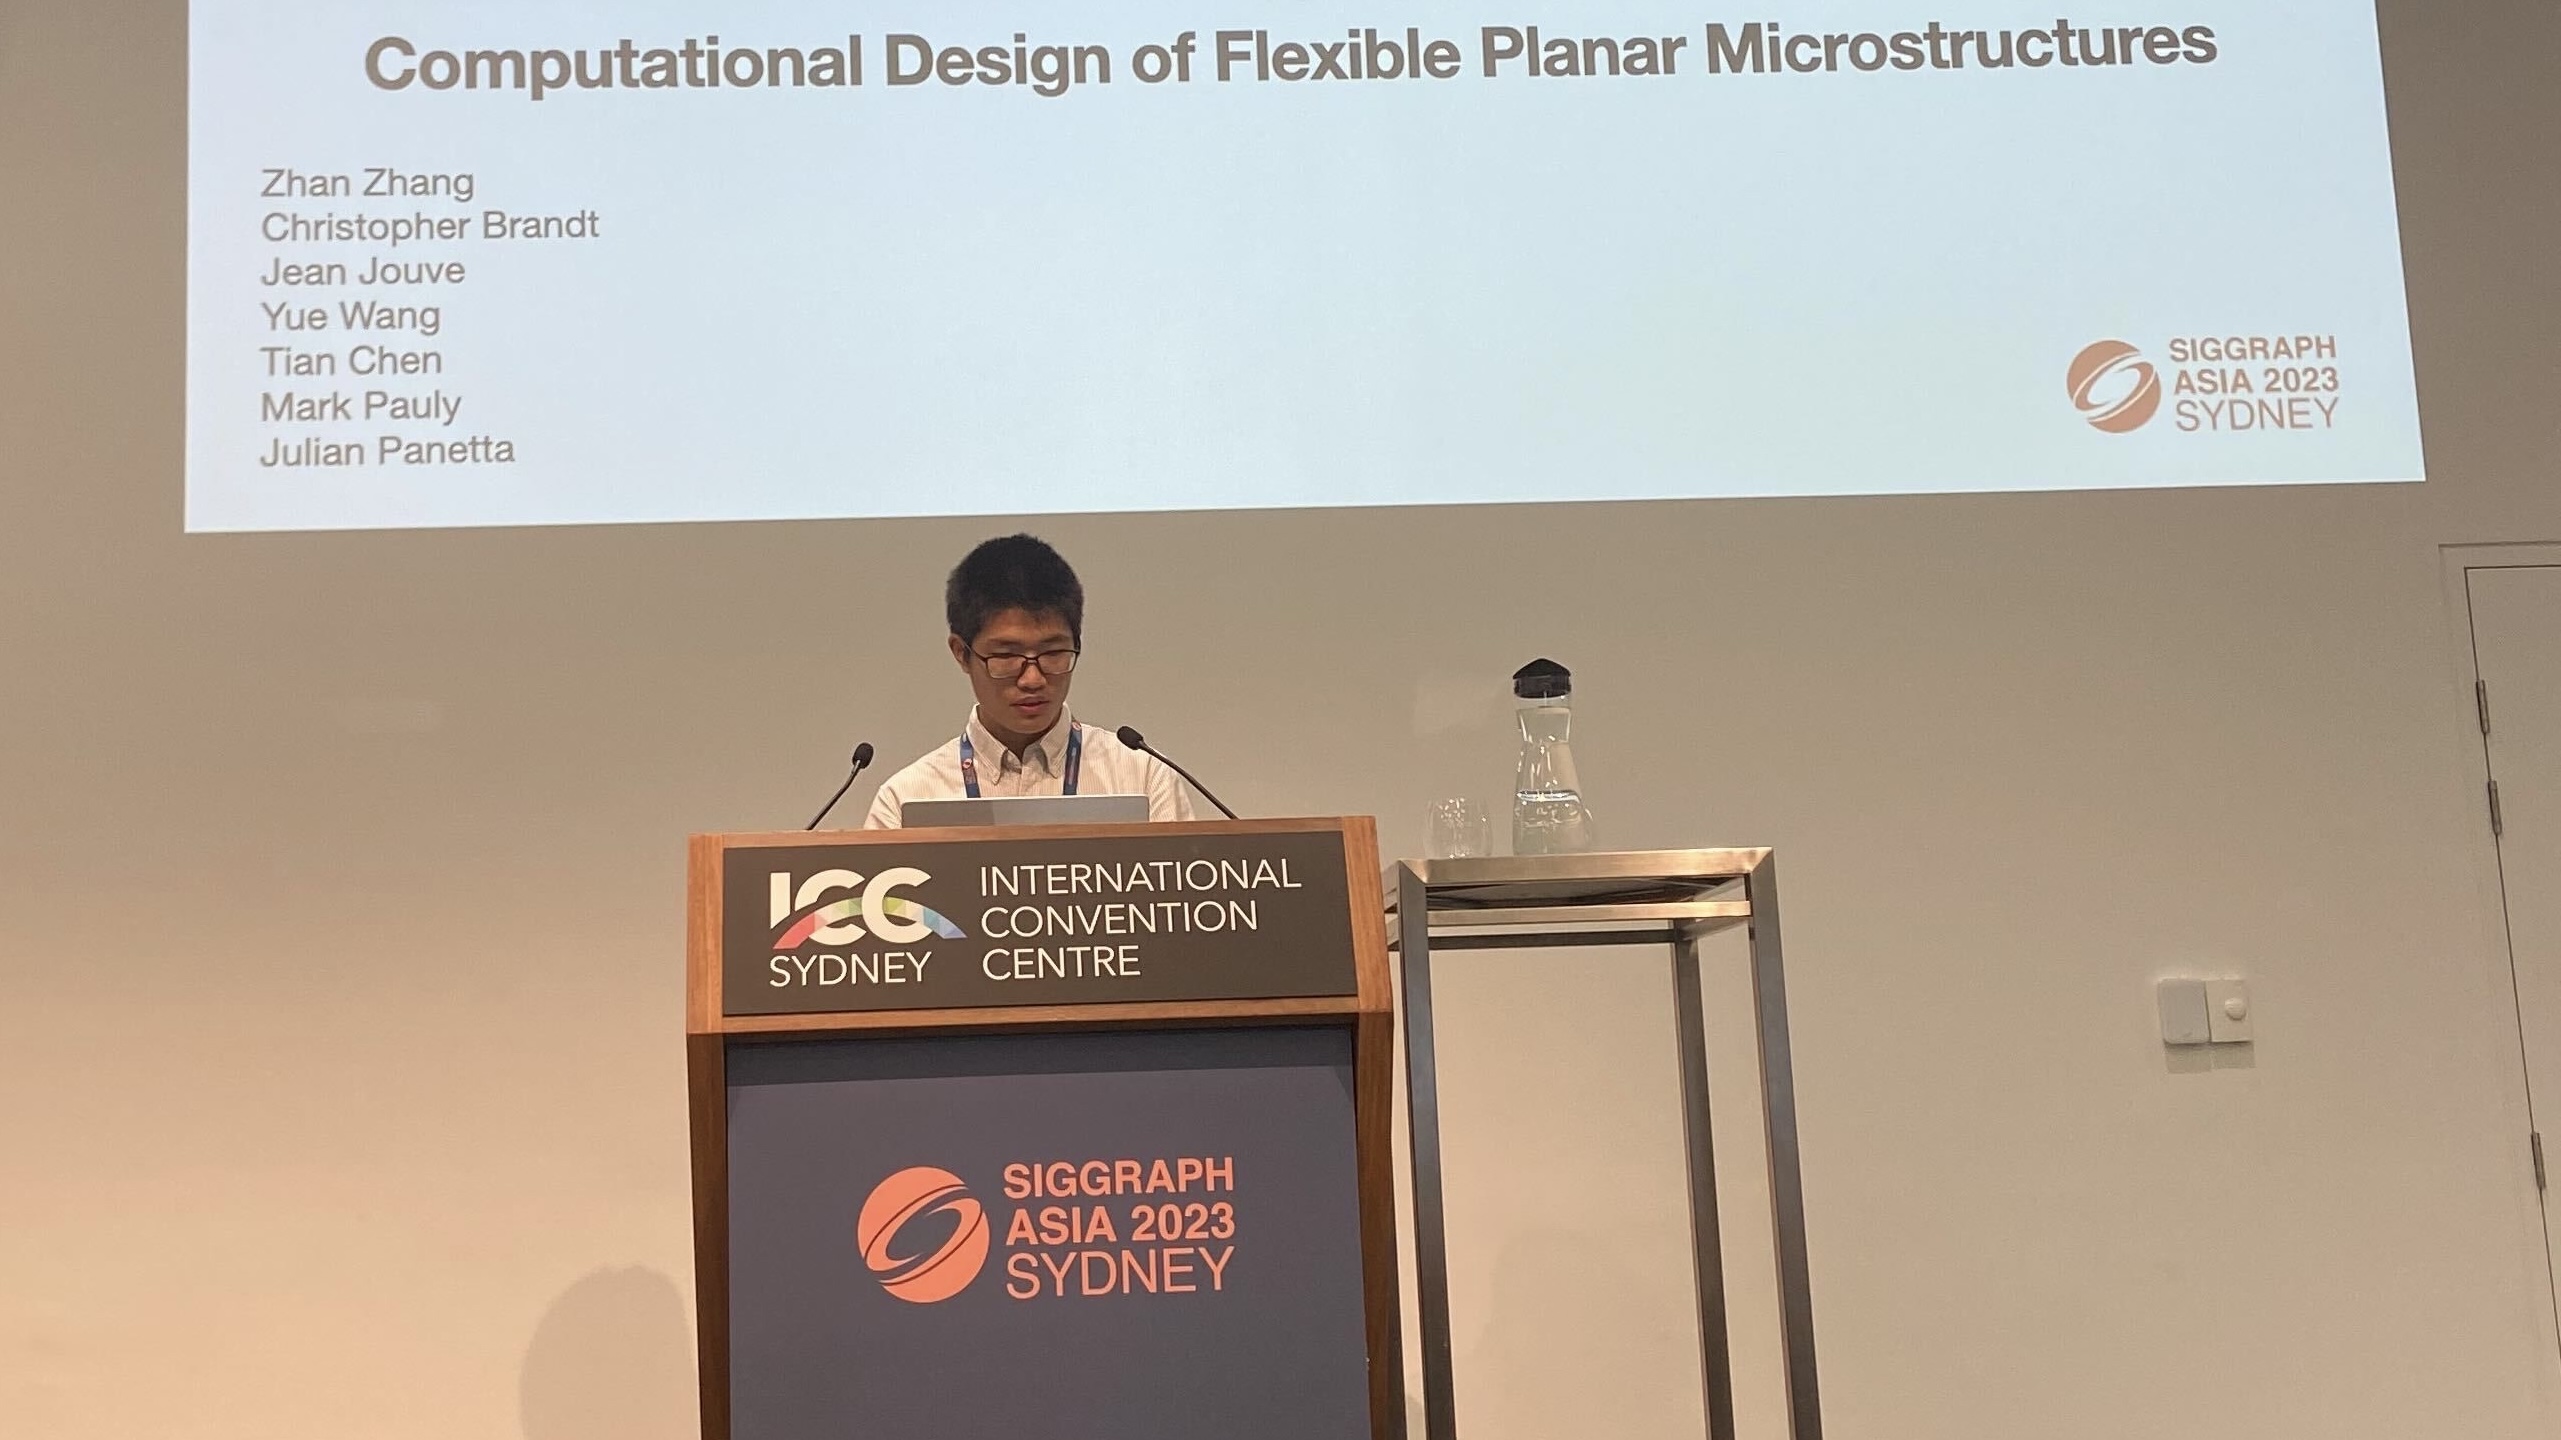 Computational Design of Flexible Planar Microstructures
Zhan Zhang
Christopher Brandt
Jean Jouve
Yue Wang
Tian Chen
Mark Pauly
Julian Panetta
SIGGRAPH
ASIA 2023
SYDNEY
ICC
SYDNEY
INTERNATIONAL
CONVENTION
CENTRE
SIGGRAPH
ASIA 2023
SYDNEY